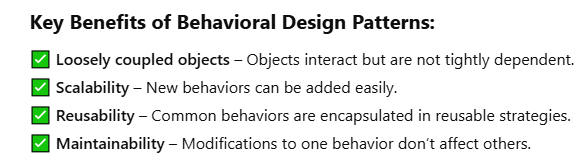 Key Benefits of Behavioral Design Patterns:
✅ Loosely coupled objects – Objects interact but are not tightly dependent.
✅ Scalability – New behaviors can be added easily.
✅ Reusability – Common behaviors are encapsulated in reusable strategies.
✅ Maintainability – Modifications to one behavior don’t affect others.